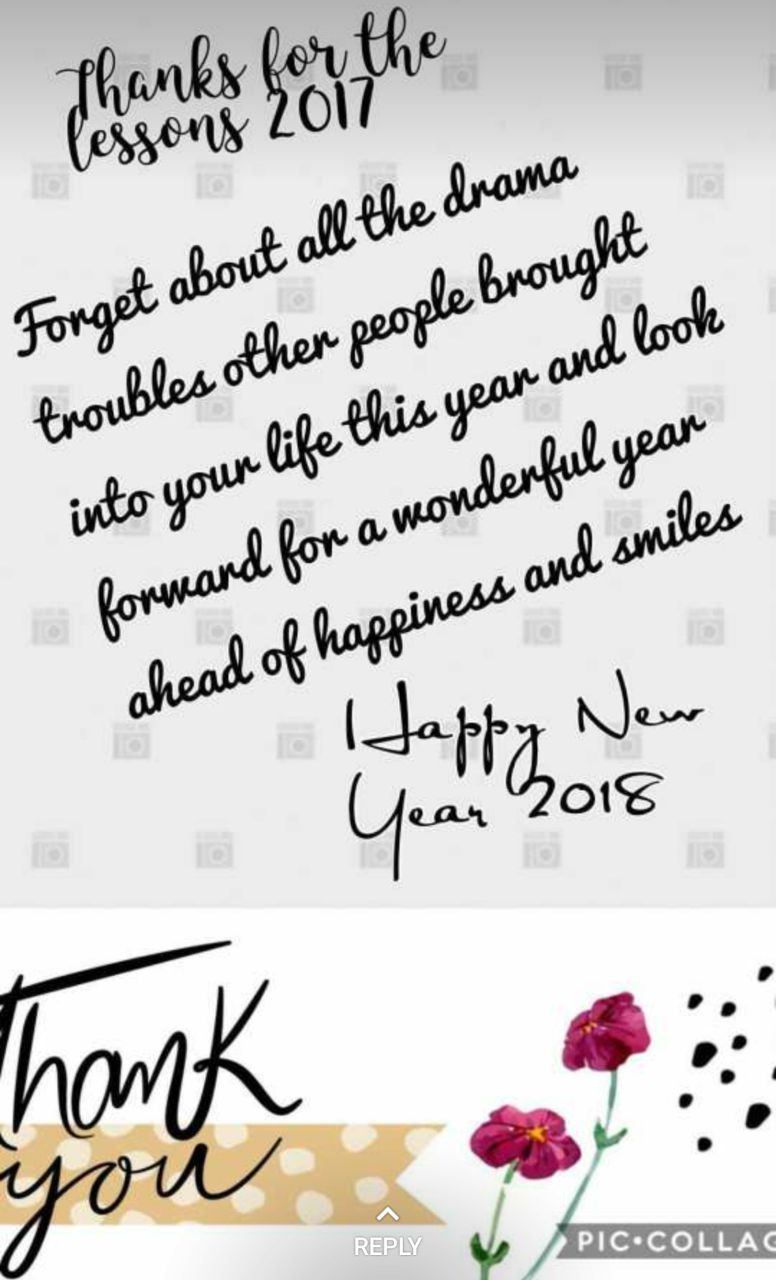 Thanks for the
lessons 2017
Forget about all the drama
troubles other people brought
into your life this year and look
forward for a wonderful year
ahead of happiness and smiles
Happy New
Year 2018
Thank
you
REPLY
PIC•COLLAG